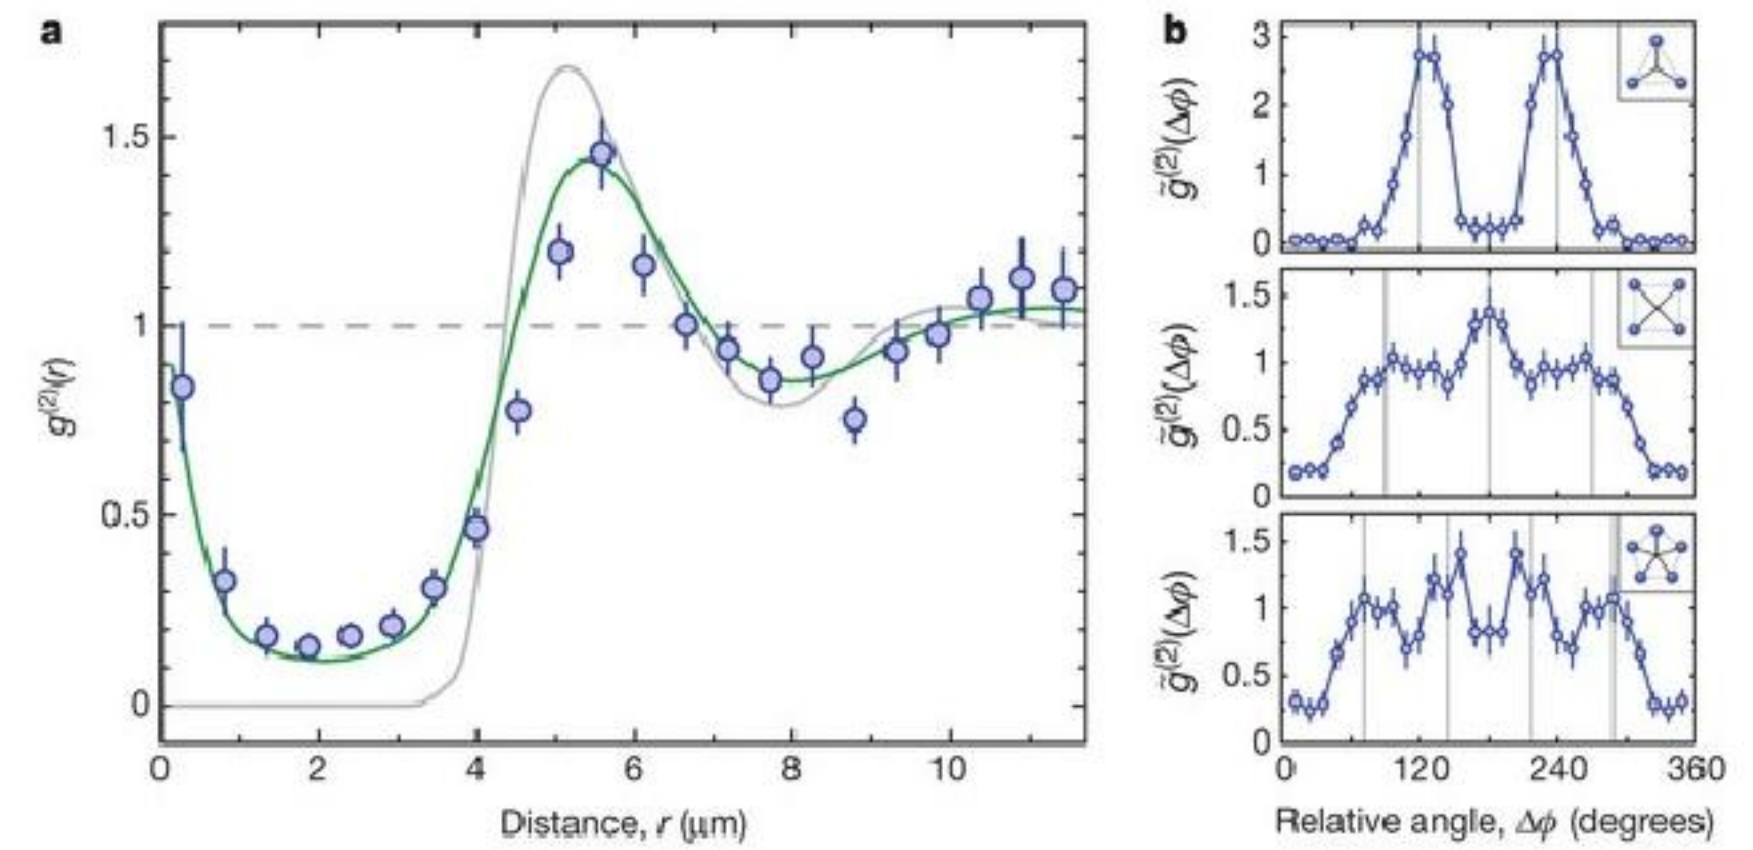 a
1.5
1
0.5
0
g⁽²⁾(r)
0 2 4 6 8 10
Distance, r (μm)
b
3
2
1
0
g̃⁽²⁾(Δϕ)
1.5
1
0.5
0
g̃⁽²⁾(Δϕ)
1.5
1
0.5
0
g̃⁽²⁾(Δϕ)
0 120 240 360
Relative angle, Δϕ (degrees)